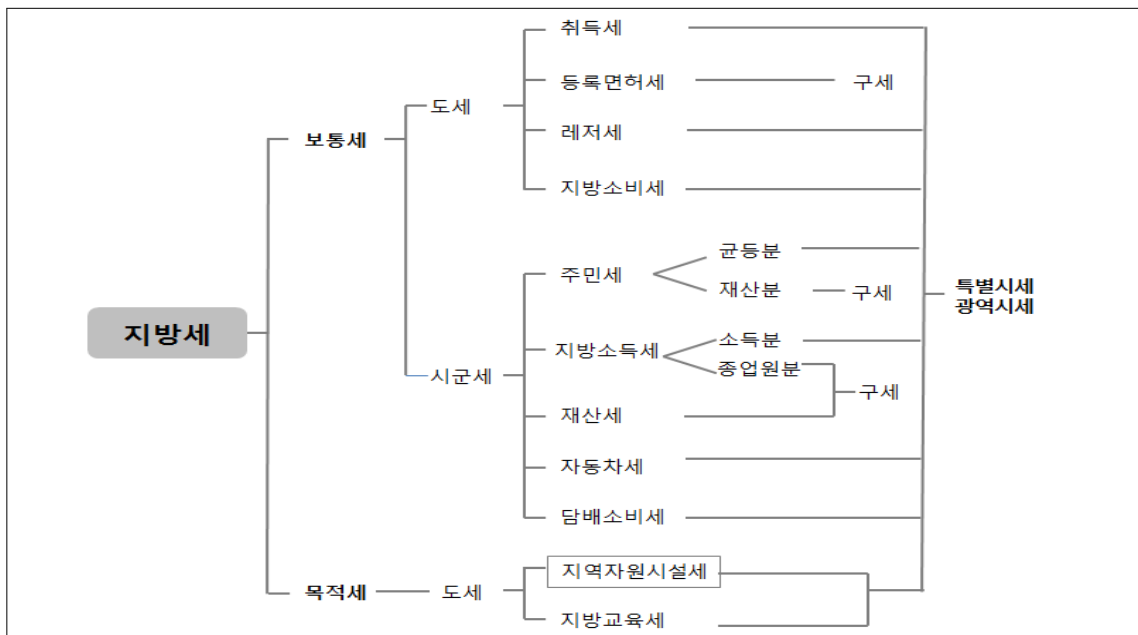 취득세
등록면허세
구세
도세
레저세
보통세
지방소비세
균등분
주민세
재산분
구세
특별시세
광역시세
지방세
소득분
지방소득세
종업원분
시군세
구세
재산세
자동차세
담배소비세
지역자원시설세
목적세
도세
지방교육세